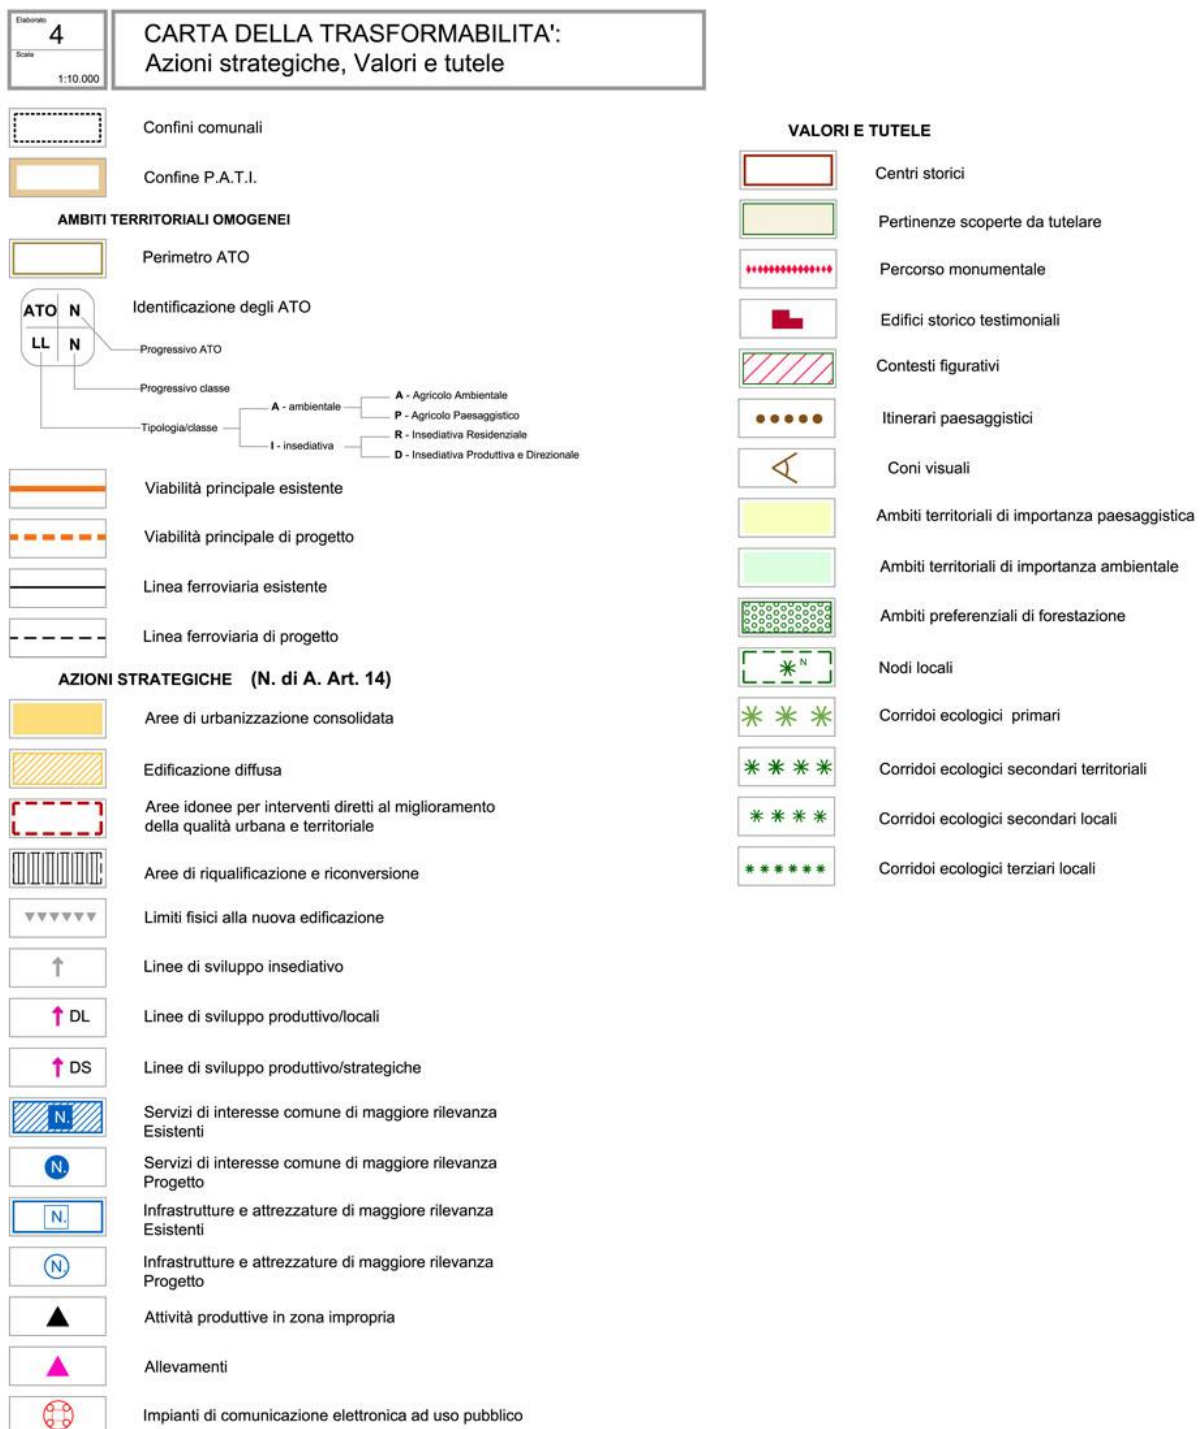 Elaborato
4
Scala
1:10.000
CARTA DELLA TRASFORMABILITA':
Azioni strategiche, Valori e tutele
Confini comunali
Confine P.A.T.I.
AMBITI TERRITORIALI OMOGENEI
Perimetro ATO
ATO N
LL N
Identificazione degli ATO
Progressivo ATO
Progressivo classe
Tipologia/classe
A - ambientale
A - Agricolo Ambientale
P - Agricolo Paesaggistico
I - insediativa
R - Insediativa Residenziale
D - Insediativa Produttiva e Direzionale
Viabilità principale esistente
Viabilità principale di progetto
Linea ferroviaria esistente
Linea ferroviaria di progetto
AZIONI STRATEGICHE (N. di A. Art. 14)
Aree di urbanizzazione consolidata
Edificazione diffusa
Aree idonee per interventi diretti al miglioramento
della qualità urbana e territoriale
Aree di riqualificazione e riconversione
Limiti fisici alla nuova edificazione
Linee di sviluppo insediativo
DL
Linee di sviluppo produttivo/locali
DS
Linee di sviluppo produttivo/strategiche
N.
Servizi di interesse comune di maggiore rilevanza
Esistenti
N.
Servizi di interesse comune di maggiore rilevanza
Progetto
N.
Infrastrutture e attrezzature di maggiore rilevanza
Esistenti
N.
Infrastrutture e attrezzature di maggiore rilevanza
Progetto
Attività produttive in zona impropria
Allevamenti
Impianti di comunicazione elettronica ad uso pubblico
VALORI E TUTELE
Centri storici
Pertinenze scoperte da tutelare
Percorso monumentale
Edifici storico testimoniali
Contesti figurativi
Itinerari paesaggistici
Coni visuali
Ambiti territoriali di importanza paesaggistica
Ambiti territoriali di importanza ambientale
Ambiti preferenziali di forestazione
N
Nodi locali
Corridoi ecologici primari
Corridoi ecologici secondari territoriali
Corridoi ecologici secondari locali
Corridoi ecologici terziari locali